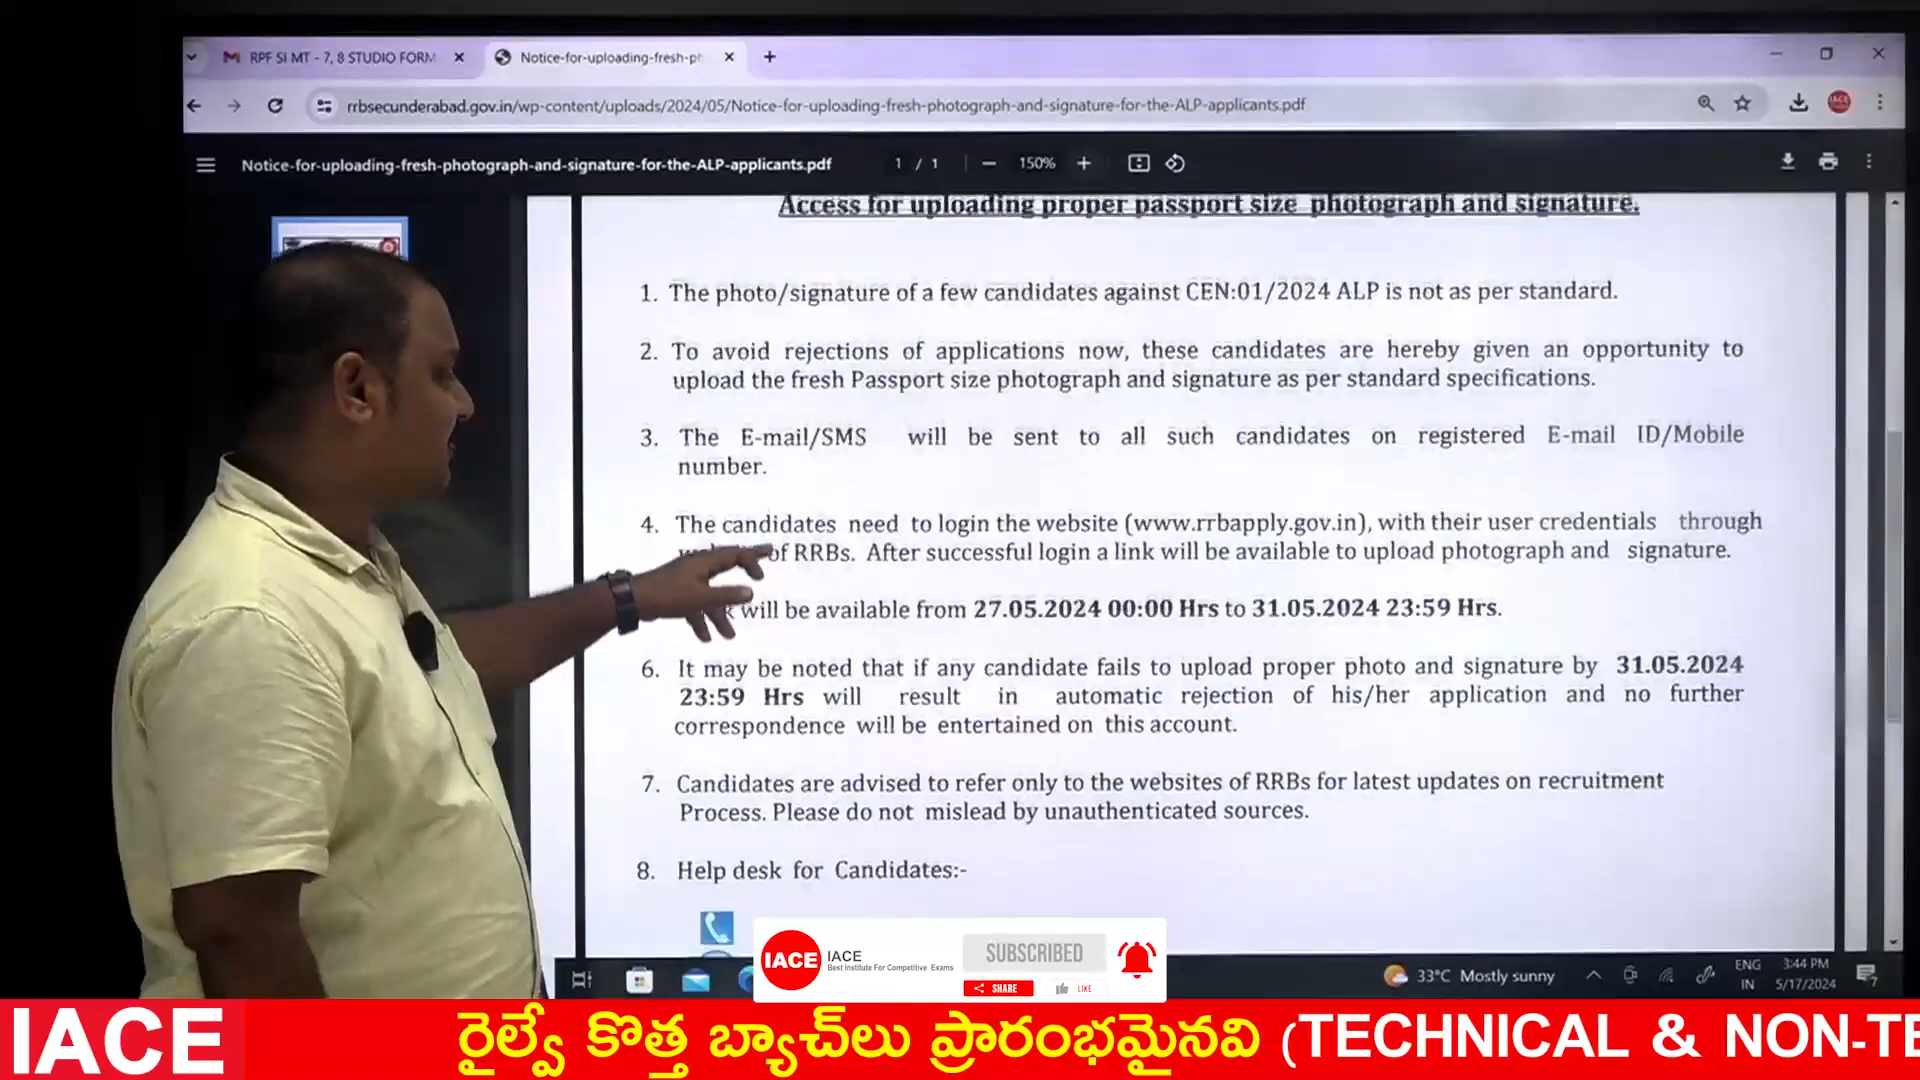 RPF SI MT - 7, 8 STUDIO FORM
Notice-for-uploading-fresh-ph
rrbsecunderabad.gov.in/wp-content/uploads/2024/05/Notice-for-uploading-fresh-photograph-and-signature-for-the-ALP-applicants.pdf
Notice-for-uploading-fresh-photograph-and-signature-for-the-ALP-applicants.pdf
1 / 1
150%
Access for uploading proper passport size photograph and signature.
1. The photo/signature of a few candidates against CEN:01/2024 ALP is not as per standard.
2. To avoid rejections of applications now, these candidates are hereby given an opportunity to
upload the fresh Passport size photograph and signature as per standard specifications.
3. The E-mail/SMS will be sent to all such candidates on registered E-mail ID/Mobile
number.
4. The candidates need to login the website (www.rrbapply.gov.in), with their user credentials through
of RRBs. After successful login a link will be available to upload photograph and signature.
will be available from 27.05.2024 00:00 Hrs to 31.05.2024 23:59 Hrs.
6. It may be noted that if any candidate fails to upload proper photo and signature by 31.05.2024
23:59 Hrs will result in automatic rejection of his/her application and no further
correspondence will be entertained on this account.
7. Candidates are advised to refer only to the websites of RRBs for latest updates on recruitment
Process. Please do not mislead by unauthenticated sources.
8. Help desk for Candidates:-
IACE
IACE
Best Institute For Competitive Exams
SUBSCRIBED
SHARE
LIKE
33°C Mostly sunny
ENG
IN
3:44 PM
5/17/2024
IACE
రైల్వే కొత్త బ్యాచ్‌లు ప్రారంభమైనవి (TECHNICAL & NON-TE